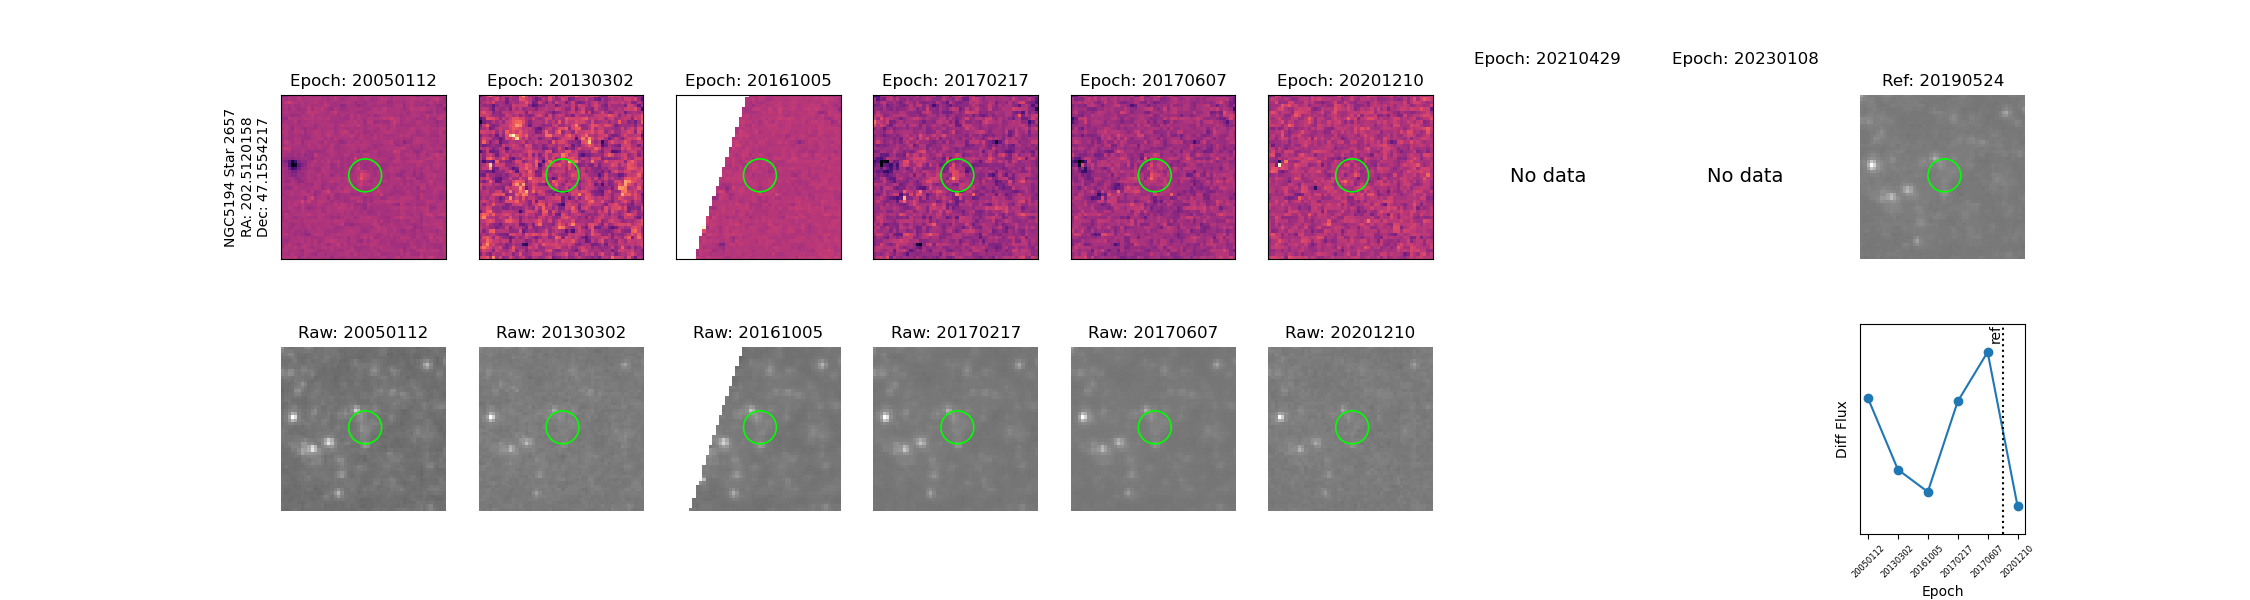 Epoch: 20050112
Epoch: 20130302
Epoch: 20161005
Epoch: 20170217
Epoch: 20170607
Epoch: 20201210
Epoch: 20210429
Epoch: 20230108
Ref: 20190524
NGC5194 Star 2657
RA: 202.5120158
Dec: 47.1554217
No data
No data
Raw: 20050112
Raw: 20130302
Raw: 20161005
Raw: 20170217
Raw: 20170607
Raw: 20201210
ref
Diff Flux
20050112
20130302
20161005
20170217
20170607
20201210
Epoch